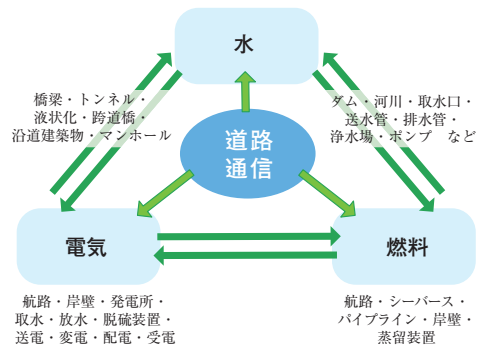 水
橋梁・トンネル・
液状化・跨道橋・
沿道建築物・マンホール
ダム・河川・取水口・
送水管・排水管・
浄水場・ポンプ など
道路
通信
電気
燃料
航路・岸壁・発電所・
取水・放水・脱硫装置・
送電・変電・配電・受電
航路・シーバース・
パイプライン・岸壁・
蒸留装置